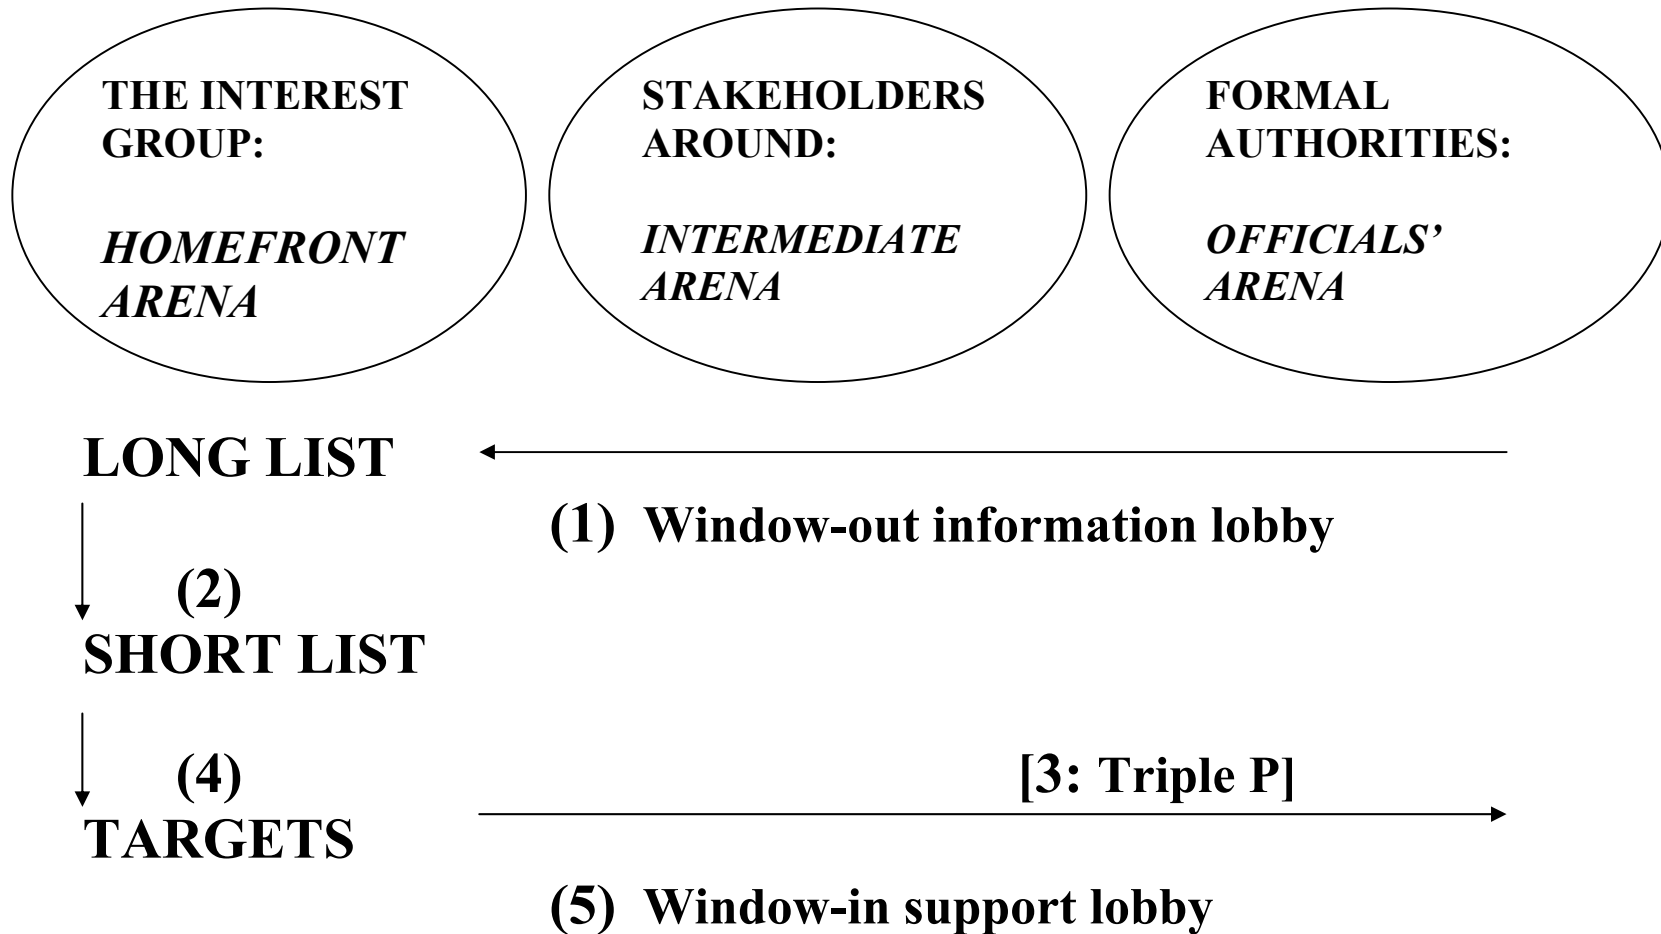 THE INTEREST
GROUP:
HOMEFRONT
ARENA
STAKEHOLDERS
AROUND:
INTERMEDIATE
ARENA
FORMAL
AUTHORITIES:
OFFICIALS’
ARENA
LONG LIST
(1) Window-out information lobby
(2)
SHORT LIST
(4)
[3: Triple P]
TARGETS
(5) Window-in support lobby